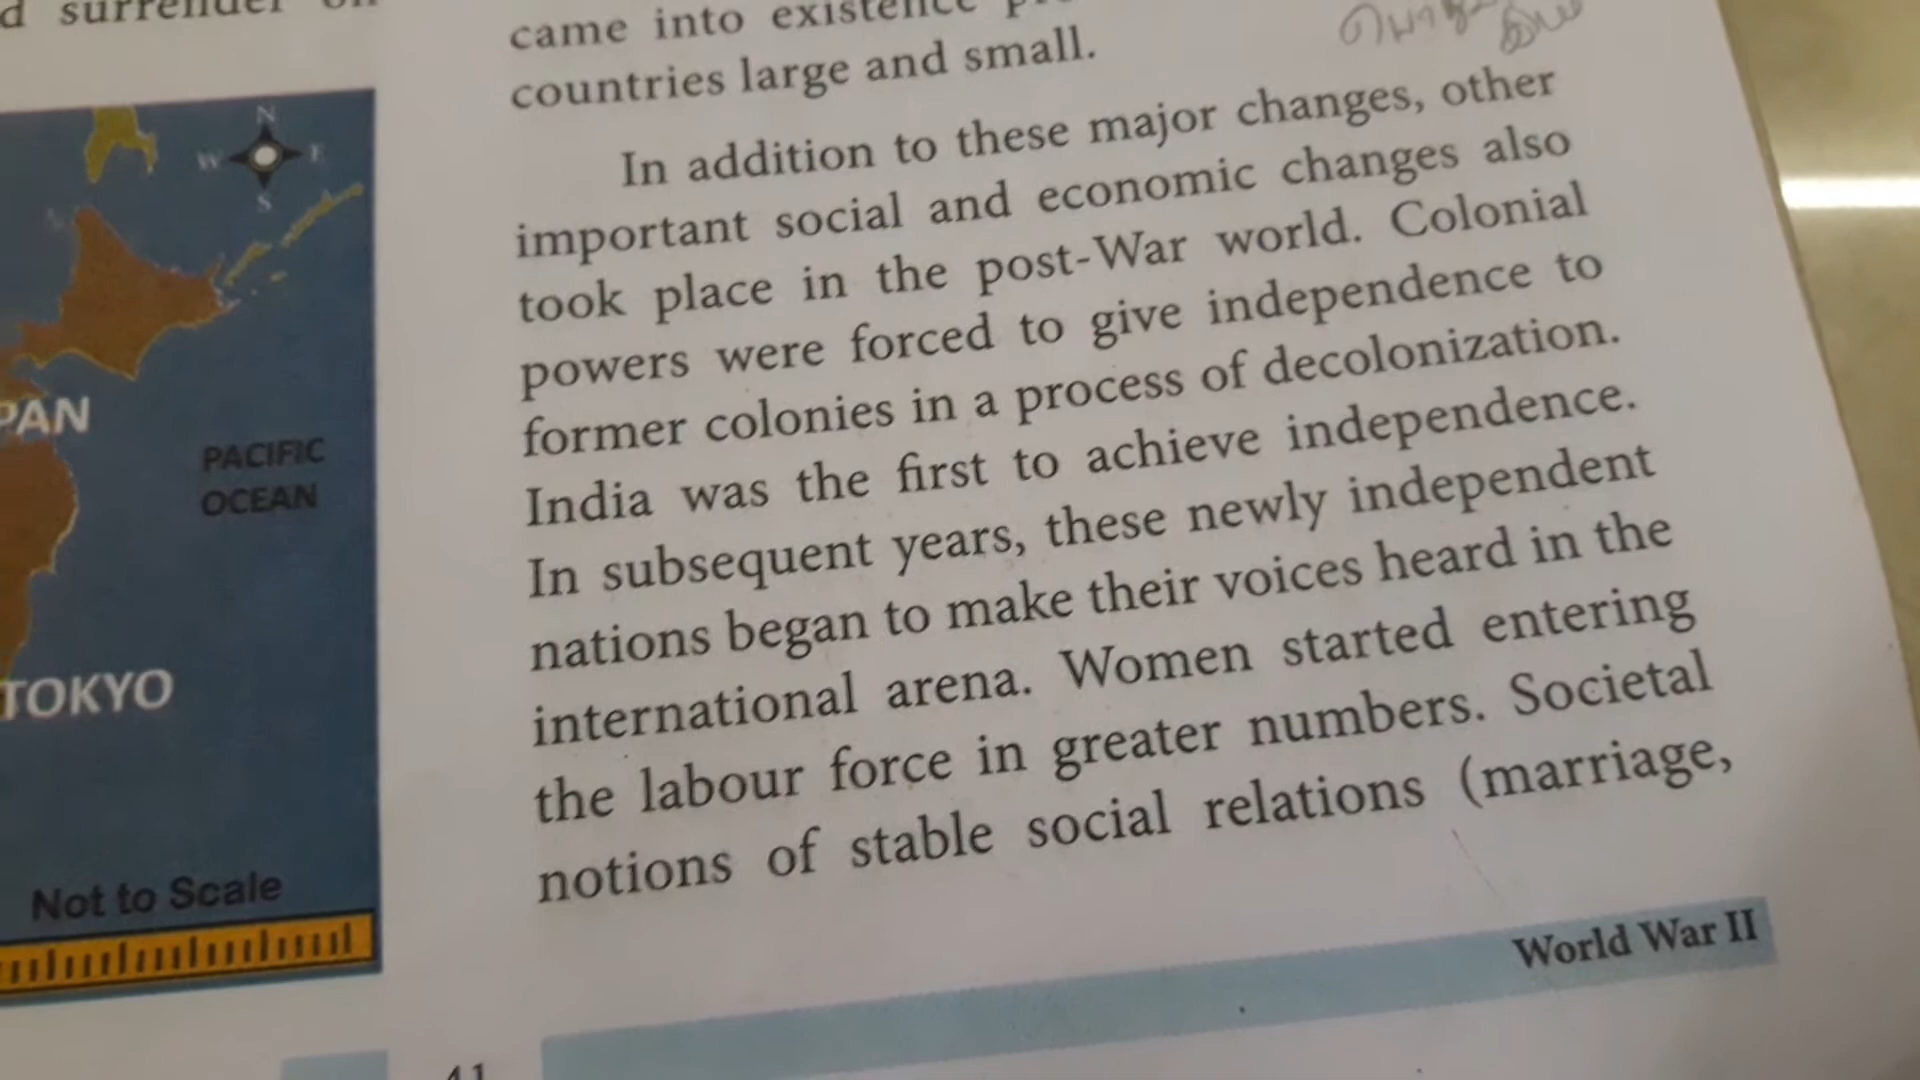 d surrender on
N
W
E
S
PAN
PACIFIC
OCEAN
TOKYO
Not to Scale
came into existence
countries large and small.
In addition to these major changes, other
important social and economic changes also
took place in the post-War world. Colonial
powers were forced to give independence to
former colonies in a process of decolonization.
India was the first to achieve independence.
In subsequent years, these newly independent
nations began to make their voices heard in the
international arena. Women started entering
the labour force in greater numbers. Societal
notions of stable social relations (marriage,
World War II
41